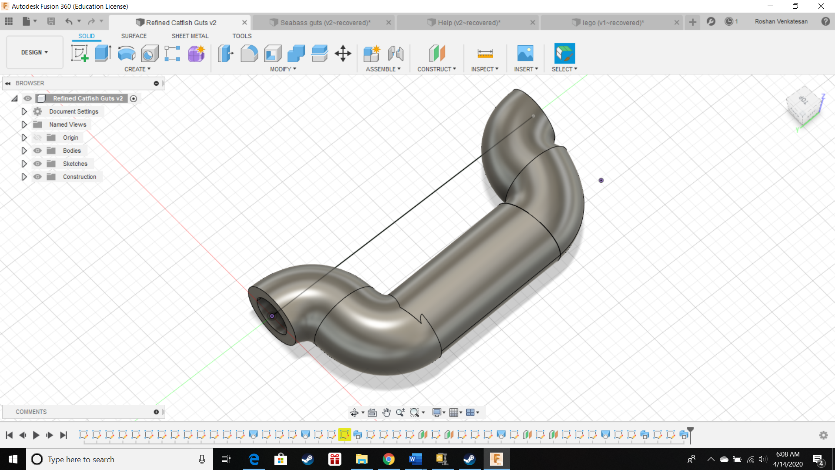 Autodesk Fusion 360 (Education License)
Refined Catfish Guts v2
Seabass guts (v2~recovered)*
Help (v2~recovered)*
lego (v1~recovered)*
1
Roshan Venkatesan
DESIGN
SOLID
SURFACE
SHEET METAL
TOOLS
CREATE
MODIFY
ASSEMBLE
CONSTRUCT
INSPECT
INSERT
SELECT
BROWSER
Refined Catfish Guts v2
Document Settings
Named Views
Origin
Bodies
Sketches
Construction
TOP
COMMENTS
Type here to search
6:08 AM
4/14/2020